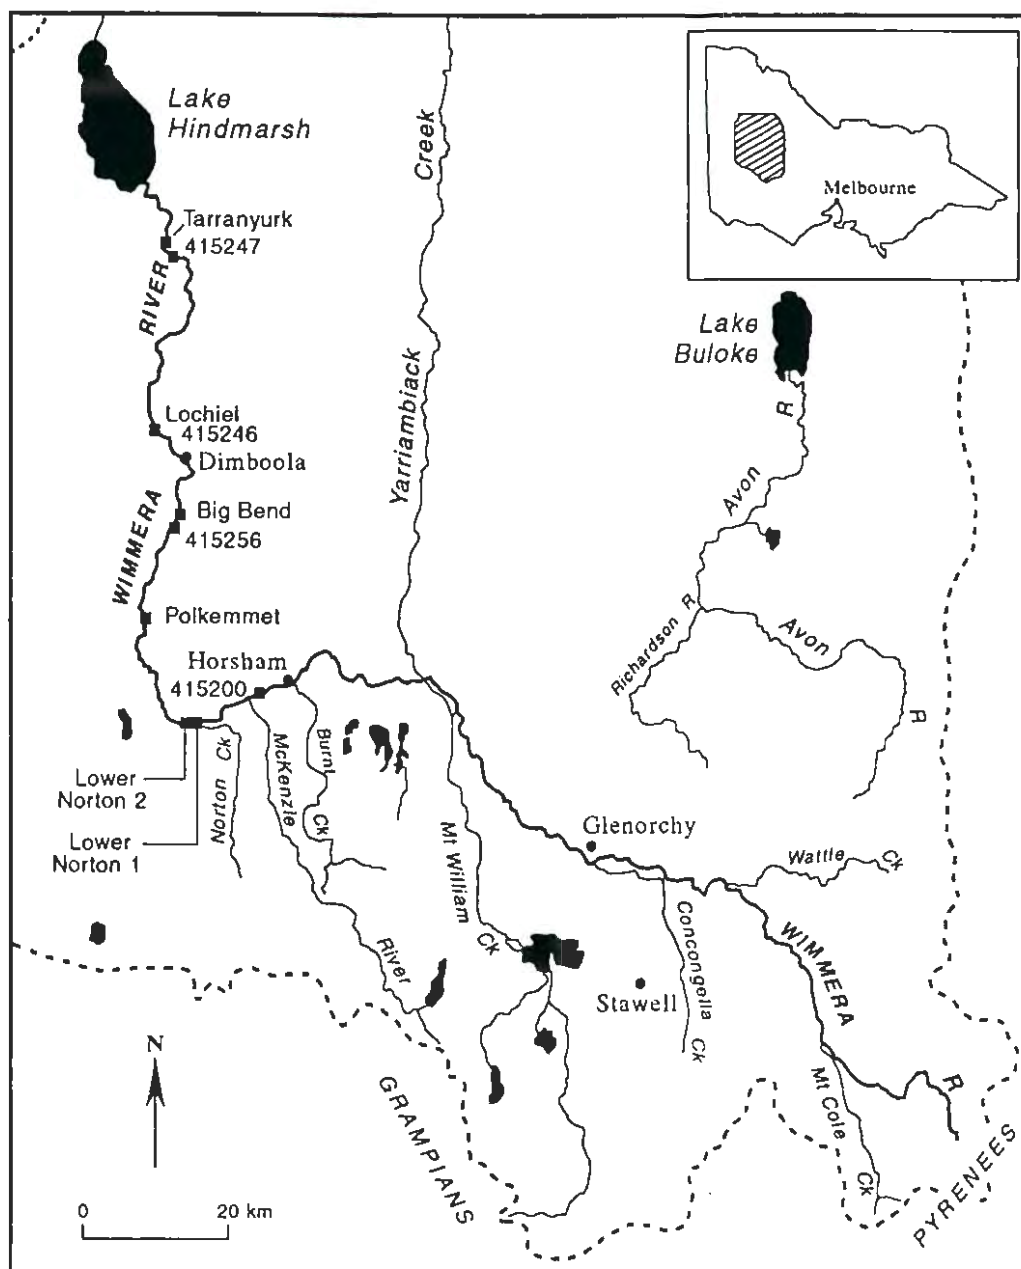 Lake
Hindmarsh
Creek
Melbourne
Tarranyurk
415247
RIVER
Lake
Buloke
Yarriambiack
R
Lochiel
415246
Dimboola
Avon
WIMMERA
Big Bend
415256
Polkemmet
Richardson R
Avon
R
Horsham
415200
Burnt
Ck
McKenzie
River
Norton Ck
Lower
Norton 2
Lower
Norton 1
Mt William
Ck
Glenorchy
Wattle Ck
Concongella
Ck
WIMMERA
R
Stawell
Mt Cole
Ck
N
GRAMPIANS
PYRENEES
0 20 km